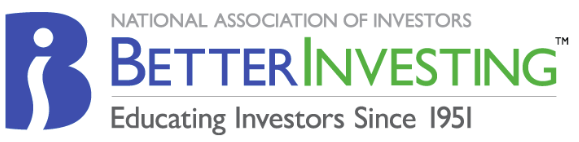 NATIONAL ASSOCIATION OF INVESTORS
BETTERINVESTING™
Educating Investors Since 1951